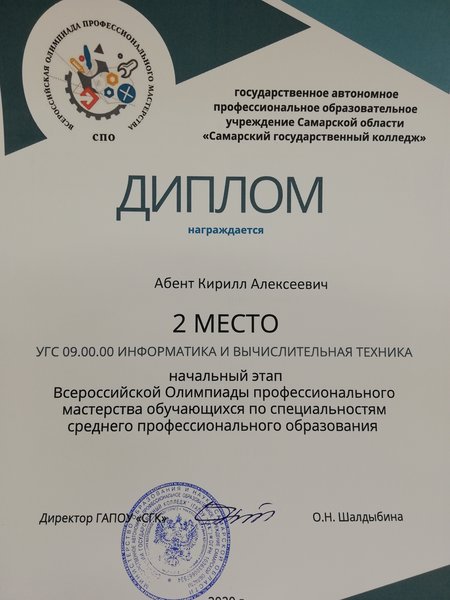 ВСЕРОССИЙСКАЯ ОЛИМПИАДА ПРОФЕССИОНАЛЬНОГО МАСТЕРСТВА
СПО
государственное автономное
профессиональное образовательное
учреждение Самарской области
«Самарский государственный колледж»
ДИПЛОМ
награждается
Абент Кирилл Алексеевич
2 МЕСТО
УГС 09.00.00 ИНФОРМАТИКА И ВЫЧИСЛИТЕЛЬНАЯ ТЕХНИКА
начальный этап
Всероссийской Олимпиады профессионального
мастерства обучающихся по специальностям
среднего профессионального образования
Директор ГАПОУ «СГК»
О.Н. Шалдыбина
2020 г.